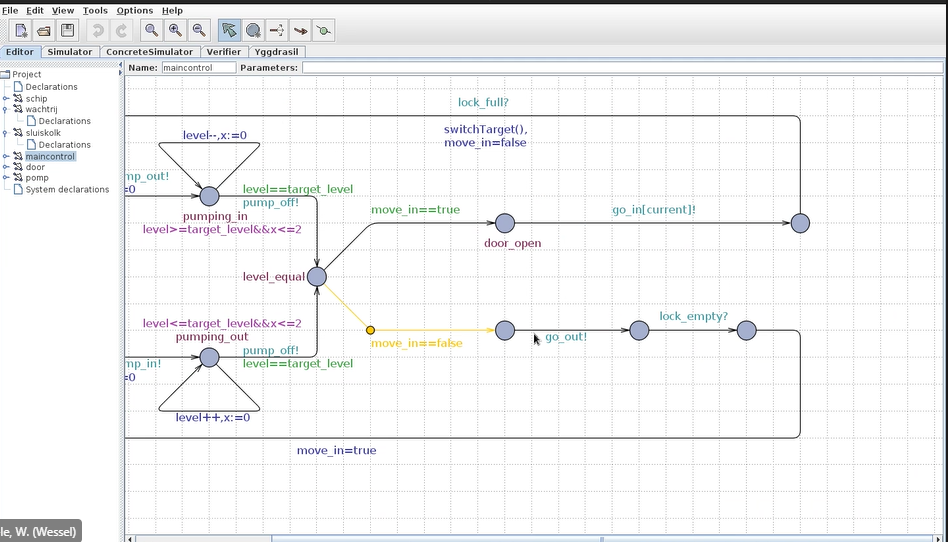 File Edit View Tools Options Help
Editor Simulator ConcreteSimulator Verifier Yggdrasil
Name: maincontrol Parameters:
Project
Declarations
schip
wachtrij
Declarations
sluiskolk
Declarations
maincontrol
door
pomp
System declarations
lock_full?
switchTarget(),
move_in=false
level--,x:=0
mp_out!
=0
level==target_level
pump_off!
pumping_in
level>=target_level&&x<=2
move_in==true
go_in[current]!
door_open
level_equal
level<=target_level&&x<=2
pumping_out
pump_off!
level==target_level
mp_in!
=0
level++,x:=0
move_in==false
go_out!
lock_empty?
move_in=true
le, W. (Wessel)